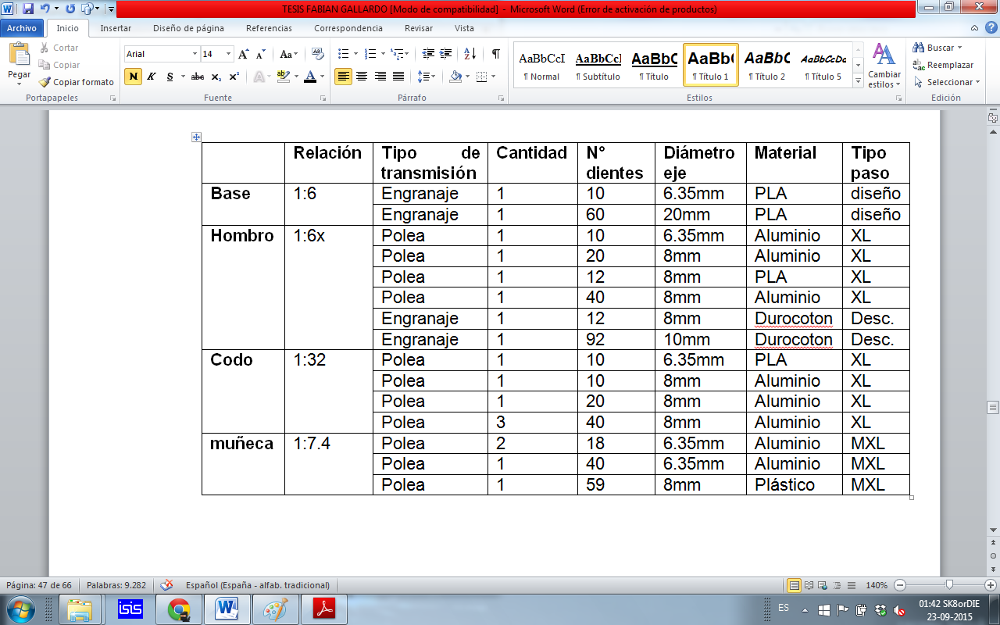 TESIS FABIAN GALLARDO [Modo de compatibilidad] - Microsoft Word (Error de activación de productos)
Archivo Inicio Insertar Diseño de página Referencias Correspondencia Revisar Vista
Pegar
Cortar
Copiar
Copiar formato
Portapapeles
Arial 14
N K S abc x₂ x²
Fuente
Párrafo
AaBbCcI AaBbCcl AaBbC AaBb( AaBbC AaBbCcDc
¶ Normal ¶ Subtítulo ¶ Título ¶ Título 1 ¶ Título 2 ¶ Título 5
Estilos
Cambiar
estilos
Buscar
Reemplazar
Seleccionar
Edición
Relación Tipo de transmisión Cantidad N° dientes Diámetro eje Material Tipo paso
Base 1:6 Engranaje 1 10 6.35mm PLA diseño
Engranaje 1 60 20mm PLA diseño
Hombro 1:6x Polea 1 10 6.35mm Aluminio XL
Polea 1 20 8mm Aluminio XL
Polea 1 12 8mm PLA XL
Polea 1 40 8mm Aluminio XL
Engranaje 1 12 8mm Durocoton Desc.
Engranaje 1 92 10mm Durocoton Desc.
Codo 1:32 Polea 1 10 6.35mm PLA XL
Polea 1 10 8mm Aluminio XL
Polea 1 20 8mm Aluminio XL
Polea 3 40 8mm Aluminio XL
muñeca 1:7.4 Polea 2 18 6.35mm Aluminio MXL
Polea 1 40 6.35mm Aluminio MXL
Polea 1 59 8mm Plástico MXL
Página: 47 de 66 Palabras: 9.282 Español (España - alfab. tradicional) 140%
isis ES 01:42 SK8orDIE
23-09-2015